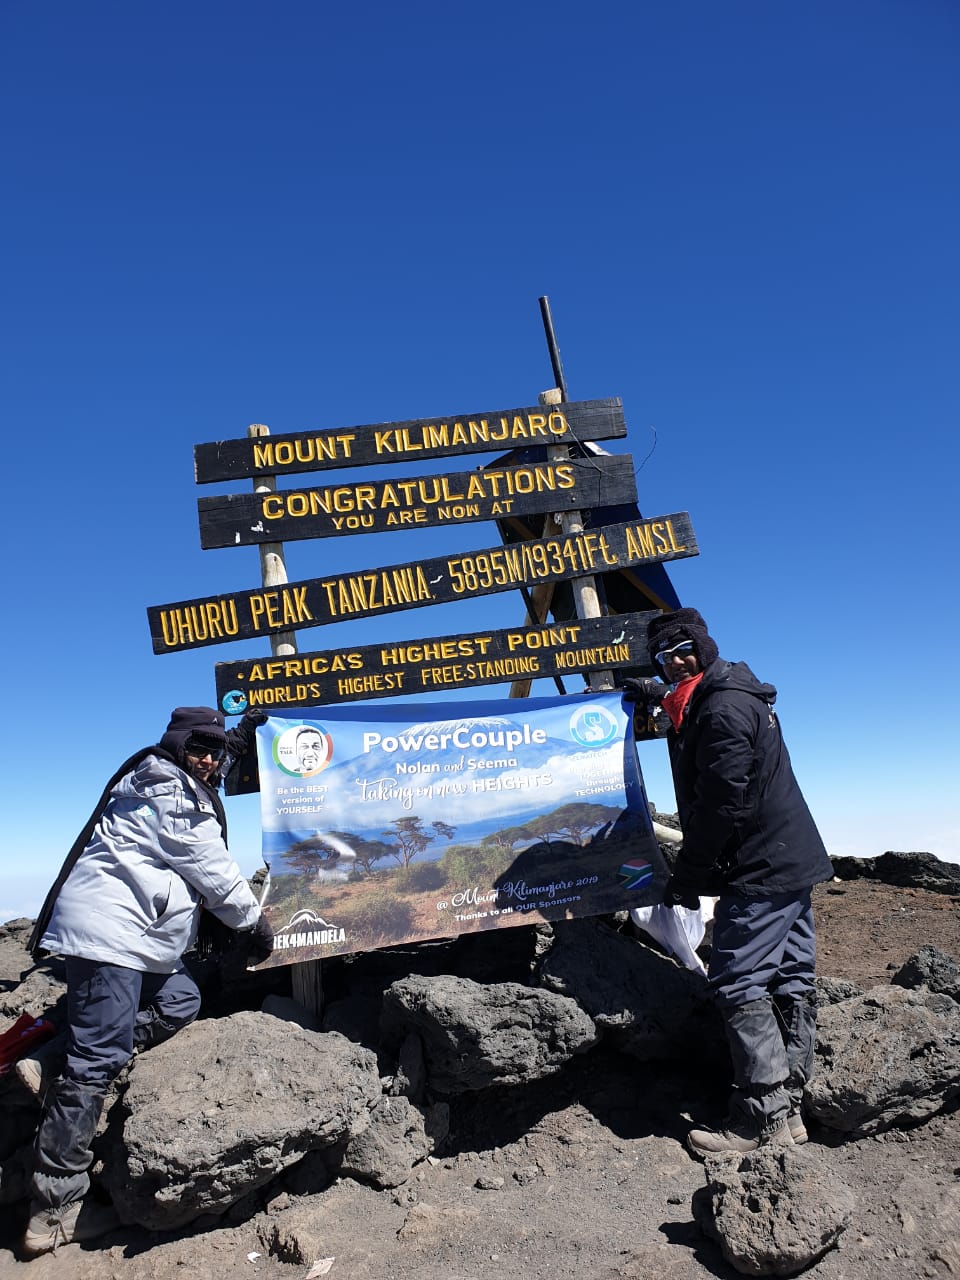 MOUNT KILIMANJARO
CONGRATULATIONS
YOU ARE NOW AT
UHURU PEAK TANZANIA, 5895M/19341Ft. AMSL
AFRICA'S HIGHEST POINT
WORLD'S HIGHEST FREE-STANDING MOUNTAIN
TALK
Be the BEST
version of
YOURSELF
PowerCouple
Nolan and Seema
Taking on new HEIGHTS
S
through
TECHNOLOGY
@ Mount Kilimanjaro 2019
Thanks to all OUR Sponsors
EK4MANDELA